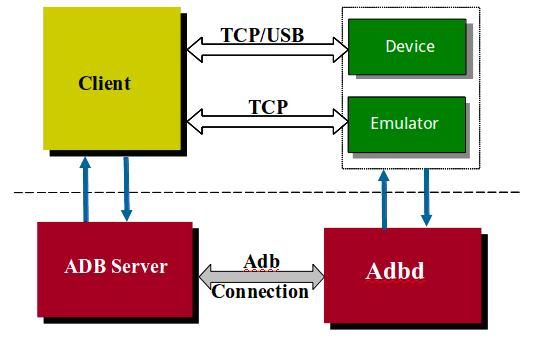 TCP/USB
Device
Client
TCP
Emulator
ADB Server
Adb
Connection
Adbd